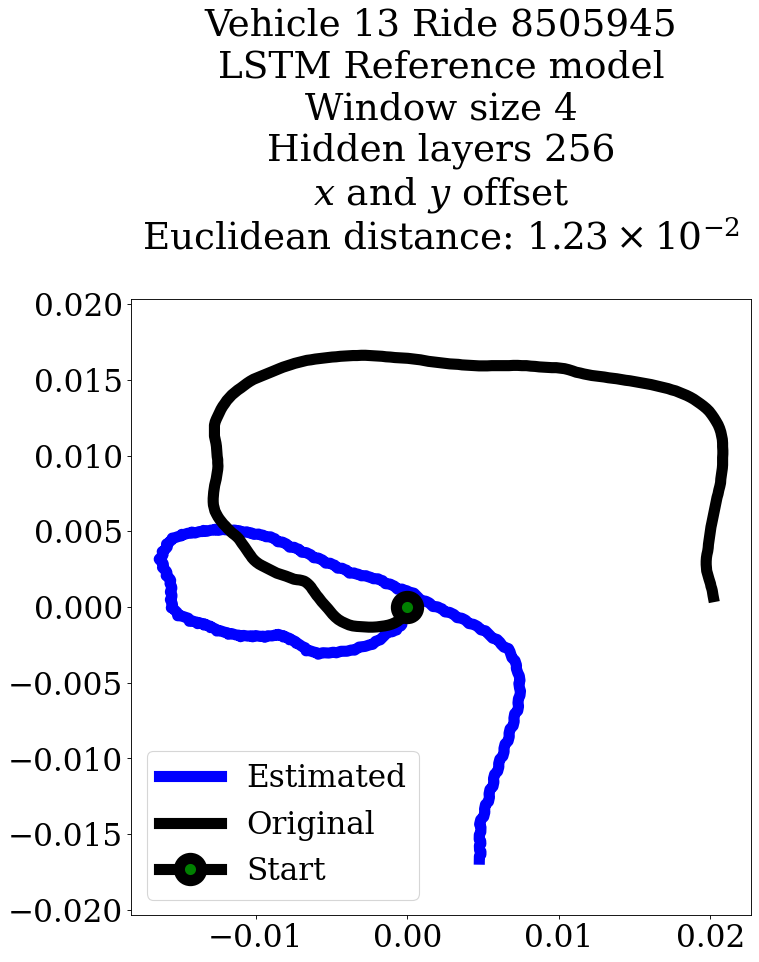 Vehicle 13 Ride 8505945
LSTM Reference model
Window size 4
Hidden layers 256
x and y offset
Euclidean distance: 1.23 × 10⁻²
0.020
0.015
0.010
0.005
0.000
−0.005
−0.010
−0.015
−0.020
Estimated
Original
Start
−0.01
0.00
0.01
0.02